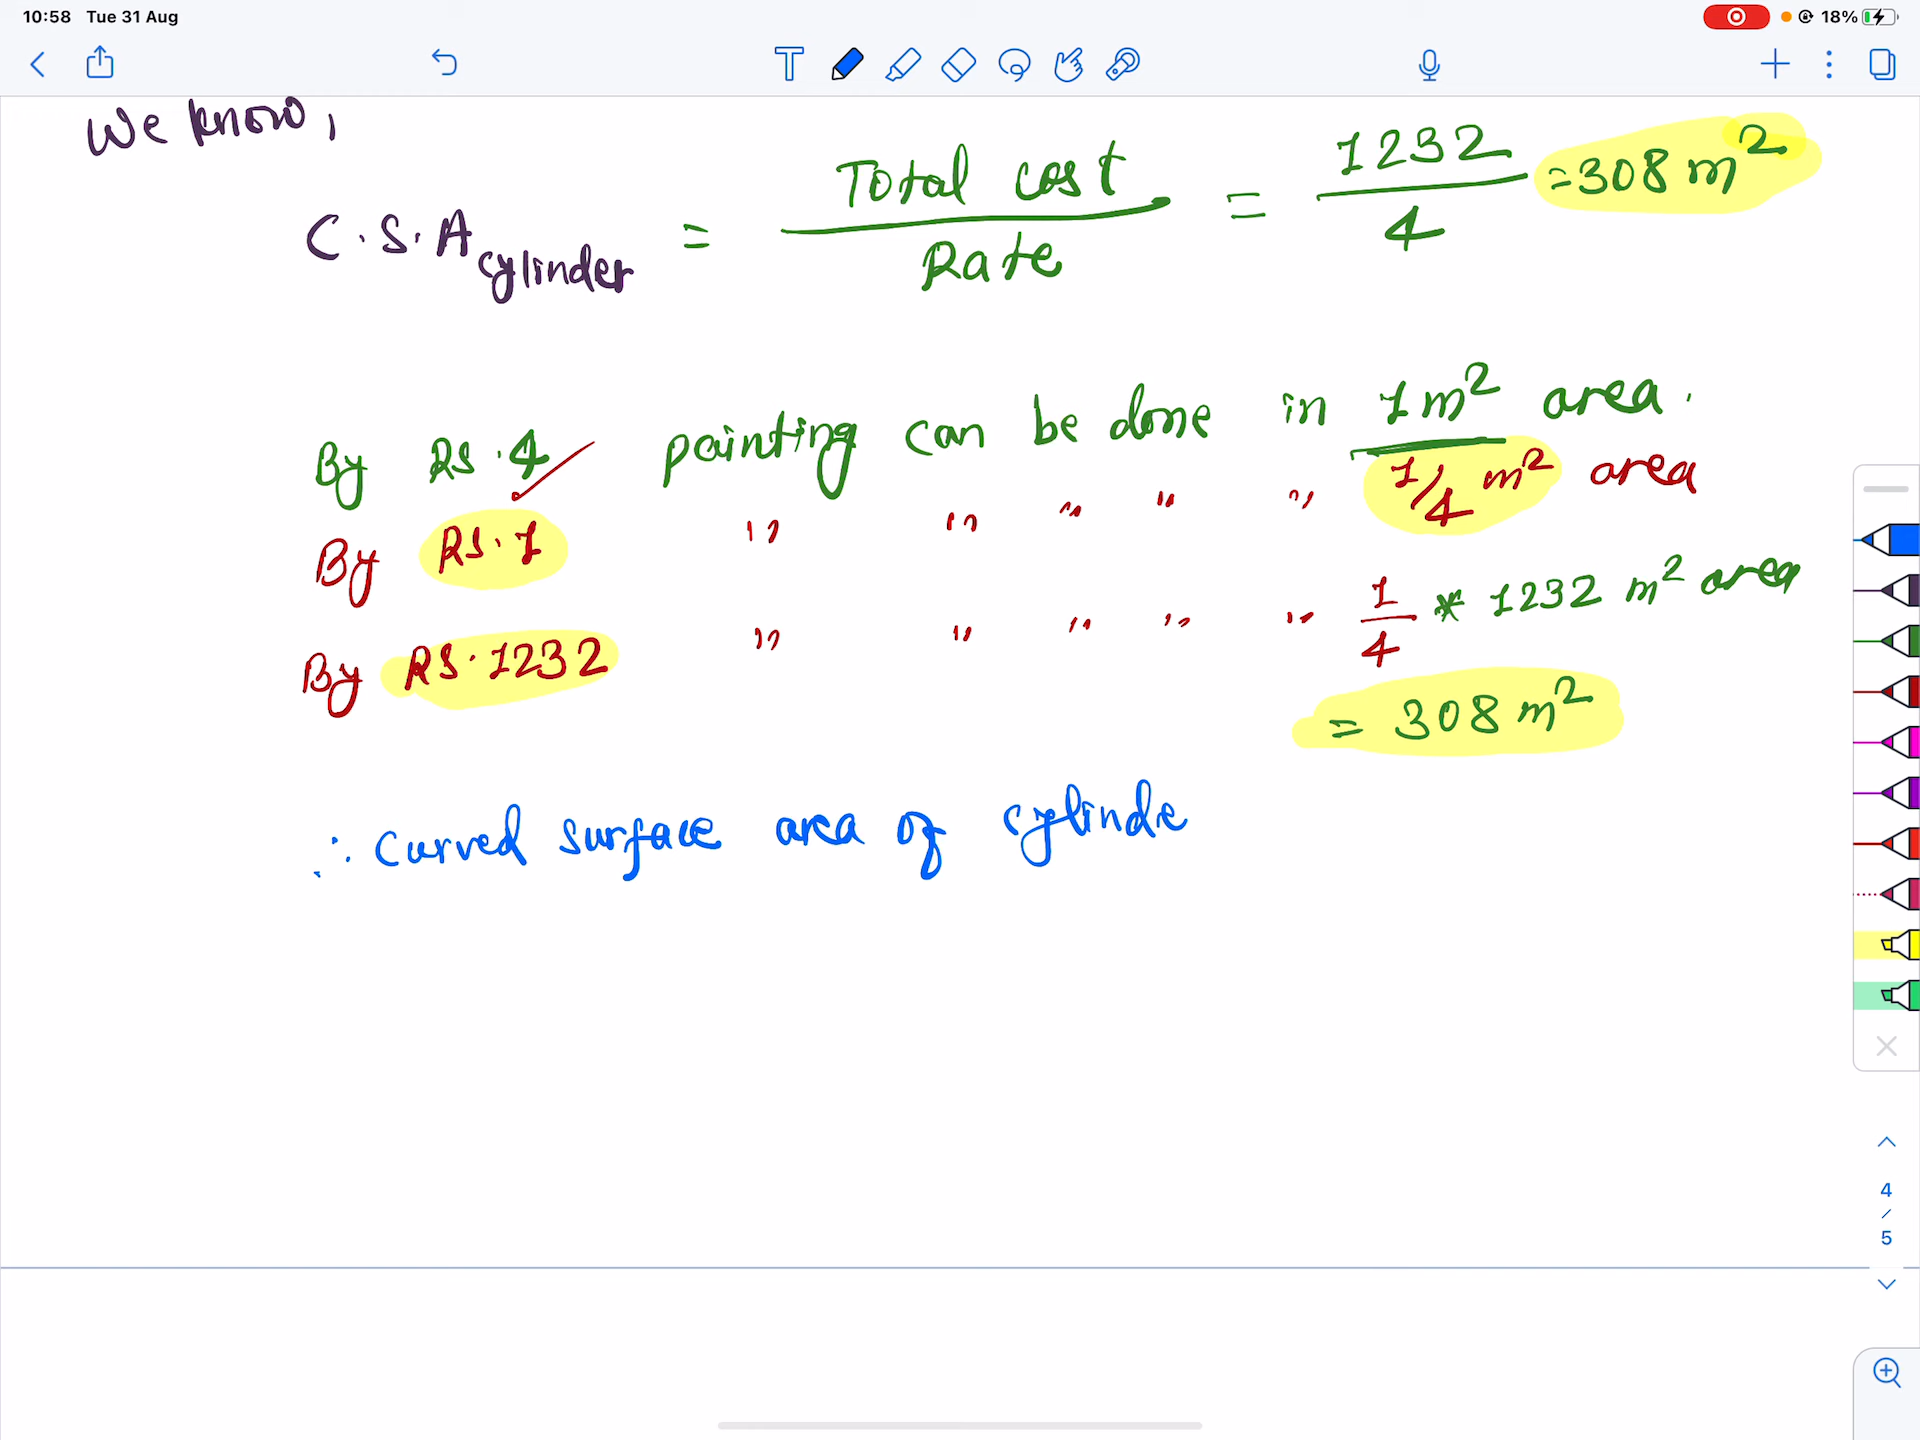 10:58 Tue 31 Aug
18%
We know,
C.S.A cylinder = Total cost / Rate = 1232 / 4 = 308 m²
By RS.4 painting can be done in 1m² area.
By RS.1 " " " " " 1/4 m² area
By RS.1232 " " " " " 1/4 * 1232 m² area
= 308 m²
∴ curved surface area of cylinde
4
/
5